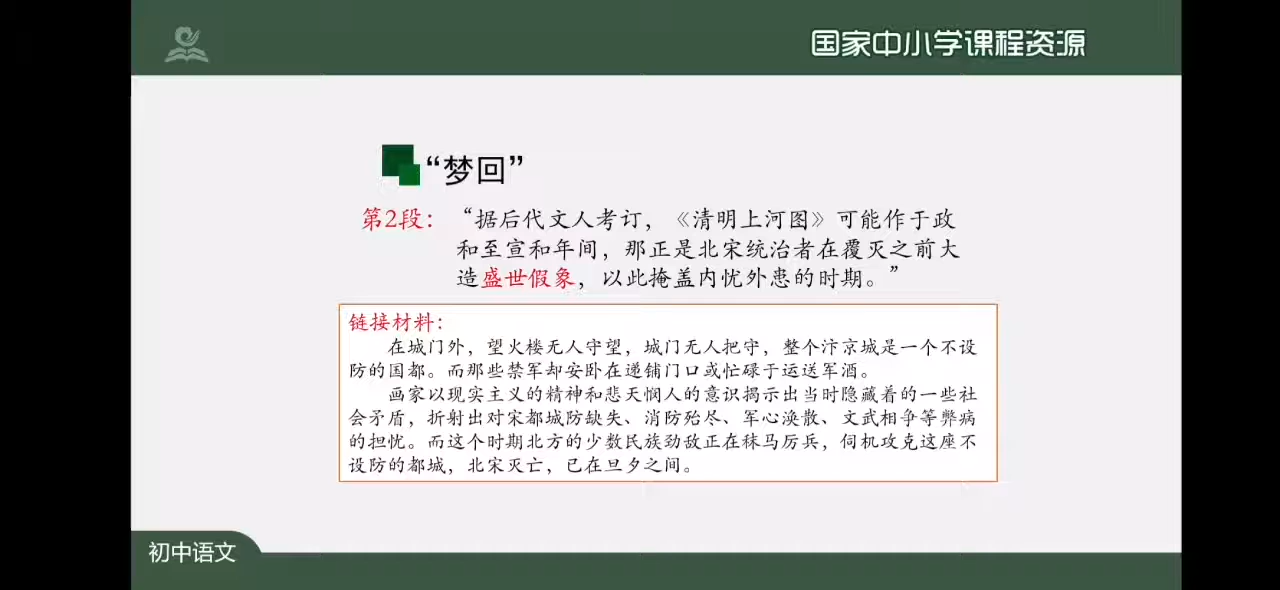 国家中小学课程资源
“梦回”
第2段：“据后代文人考订，《清明上河图》可能作于政
和至宣和年间，那正是北宋统治者在覆灭之前大
造盛世假象，以此掩盖内忧外患的时期。”
链接材料：
在城门外，望火楼无人守望，城门无人把守，整个汴京城是一个不设
防的国都。而那些禁军却安卧在递铺门口或忙碌于运送军酒。
画家以现实主义的精神和悲天悯人的意识揭示出当时隐藏着的一些社
会矛盾，折射出对宋都城防缺失、消防殆尽、军心涣散、文武相争等弊病
的担忧。而这个时期北方的少数民族劲敌正在秣马厉兵，伺机攻克这座不
设防的都城，北宋灭亡，已在旦夕之间。
初中语文